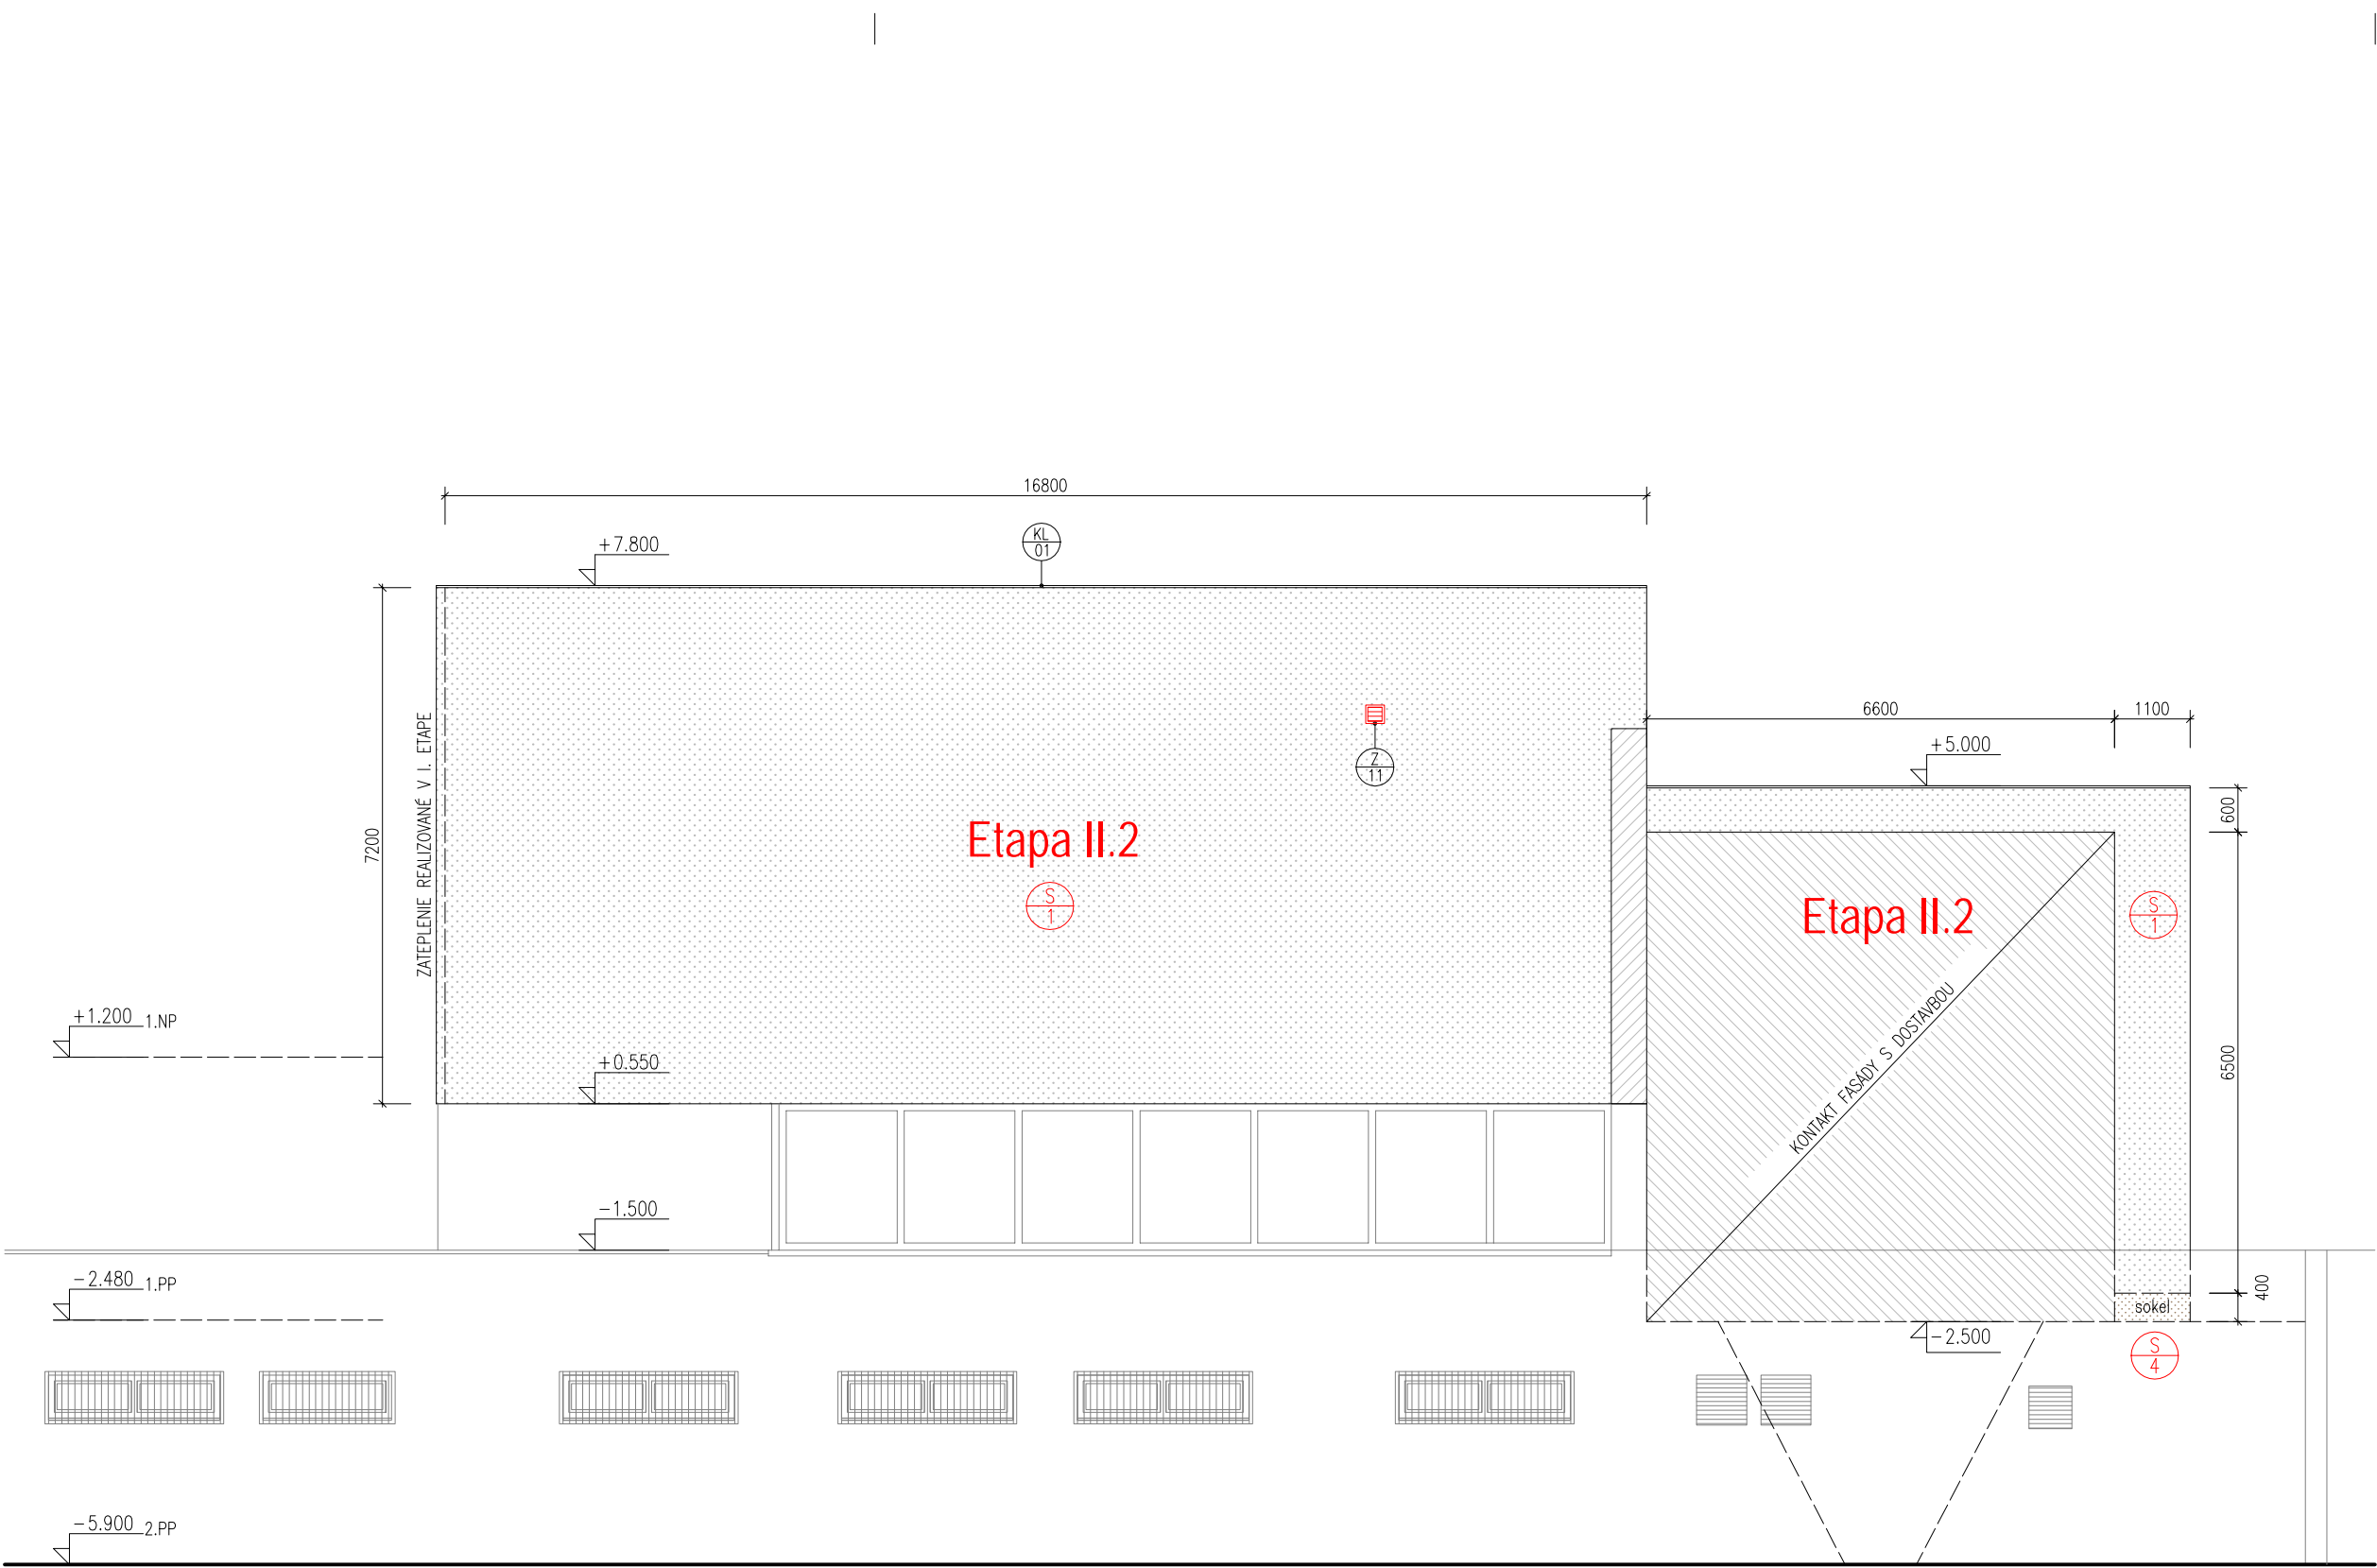 16800
KL
01
+7.800
6600
1100
+5.000
Z
11
600
ZATEPLENIE REALIZOVANÉ V I. ETAPE
7200
Etapa II.2
S
1
Etapa II.2
S
1
+1.200 1.NP
+0.550
KONTAKT FASÁDY S DOSTAVBOU
6500
-1.500
-2.480 1.PP
400
sokel
-2.500
S
4
-5.900 2.PP